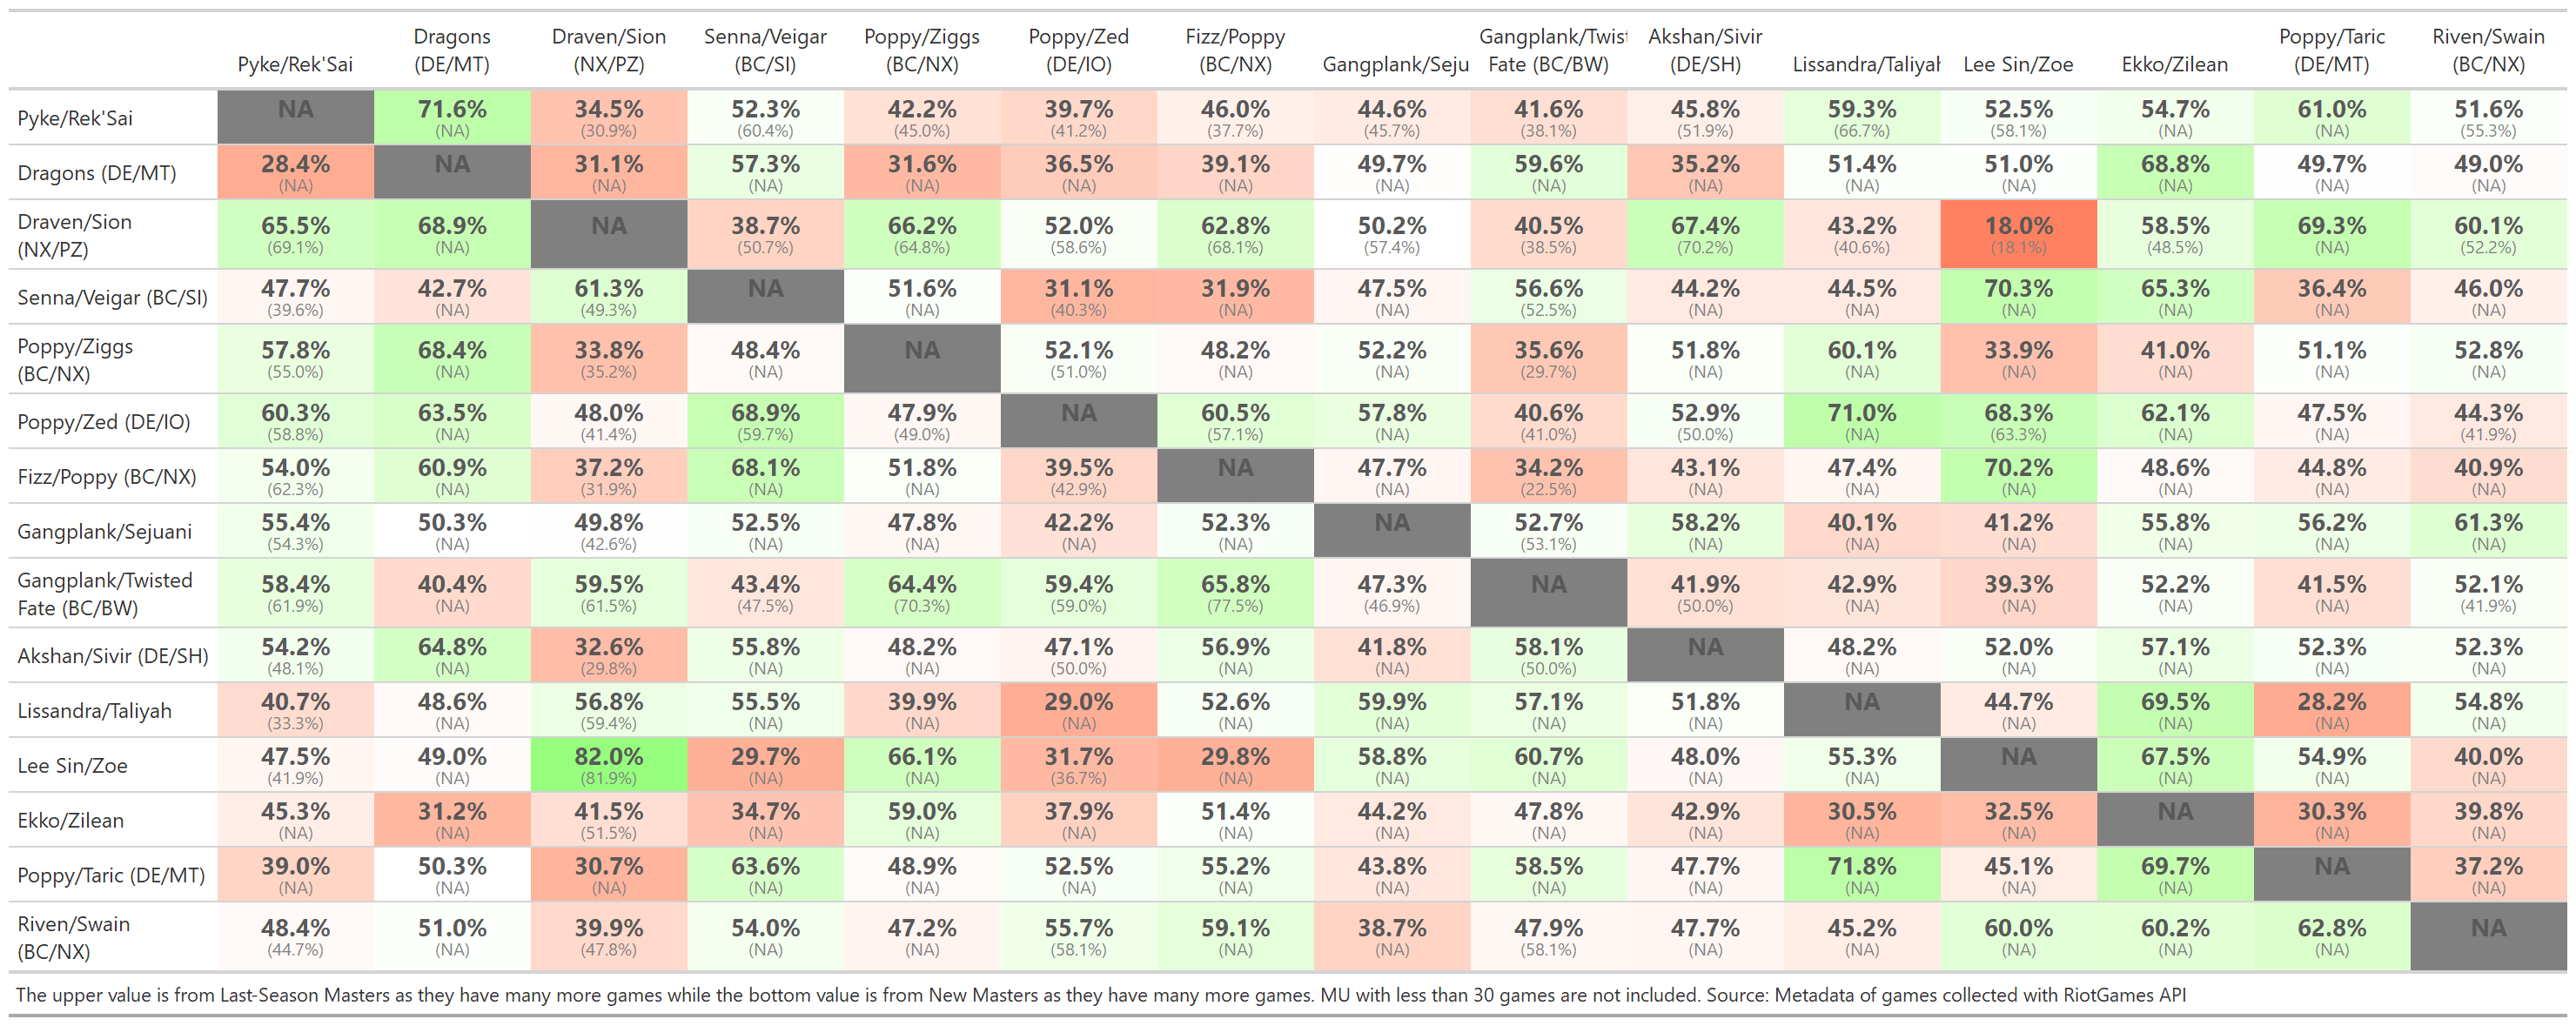 Pyke/Rek'Sai Dragons (DE/MT) Draven/Sion (NX/PZ) Senna/Veigar (BC/SI) Poppy/Ziggs (BC/NX) Poppy/Zed (DE/IO) Fizz/Poppy (BC/NX) Gangplank/Seju Gangplank/Twist Fate (BC/BW) Akshan/Sivir (DE/SH) Lissandra/Taliyah Lee Sin/Zoe Ekko/Zilean Poppy/Taric (DE/MT) Riven/Swain (BC/NX)
Pyke/Rek'Sai NA 71.6% 34.5% 52.3% 42.2% 39.7% 46.0% 44.6% 41.6% 45.8% 59.3% 52.5% 54.7% 61.0% 51.6%
(NA) (30.9%) (60.4%) (45.0%) (41.2%) (37.7%) (45.7%) (38.1%) (51.9%) (66.7%) (58.1%) (NA) (NA) (55.3%)
Dragons (DE/MT) 28.4% NA 31.1% 57.3% 31.6% 36.5% 39.1% 49.7% 59.6% 35.2% 51.4% 51.0% 68.8% 49.7% 49.0%
(NA) (NA) (NA) (NA) (NA) (NA) (NA) (NA) (NA) (NA) (NA) (NA) (NA) (NA)
Draven/Sion (NX/PZ) 65.5% 68.9% NA 38.7% 66.2% 52.0% 62.8% 50.2% 40.5% 67.4% 43.2% 18.0% 58.5% 69.3% 60.1%
(69.1%) (NA) (50.7%) (64.8%) (58.6%) (68.1%) (57.4%) (38.5%) (70.2%) (40.6%) (18.1%) (48.5%) (NA) (52.2%)
Senna/Veigar (BC/SI) 47.7% 42.7% 61.3% NA 51.6% 31.1% 31.9% 47.5% 56.6% 44.2% 44.5% 70.3% 65.3% 36.4% 46.0%
(39.6%) (NA) (49.3%) (NA) (40.3%) (NA) (NA) (52.5%) (NA) (NA) (NA) (NA) (NA) (NA)
Poppy/Ziggs (BC/NX) 57.8% 68.4% 33.8% 48.4% NA 52.1% 48.2% 52.2% 35.6% 51.8% 60.1% 33.9% 41.0% 51.1% 52.8%
(55.0%) (NA) (35.2%) (NA) (51.0%) (NA) (NA) (29.7%) (NA) (NA) (NA) (NA) (NA) (NA)
Poppy/Zed (DE/IO) 60.3% 63.5% 48.0% 68.9% 47.9% NA 60.5% 57.8% 40.6% 52.9% 71.0% 68.3% 62.1% 47.5% 44.3%
(58.8%) (NA) (41.4%) (59.7%) (49.0%) (57.1%) (NA) (41.0%) (50.0%) (NA) (63.3%) (NA) (NA) (41.9%)
Fizz/Poppy (BC/NX) 54.0% 60.9% 37.2% 68.1% 51.8% 39.5% NA 47.7% 34.2% 43.1% 47.4% 70.2% 48.6% 44.8% 40.9%
(62.3%) (NA) (31.9%) (NA) (NA) (42.9%) (NA) (22.5%) (NA) (NA) (NA) (NA) (NA) (NA)
Gangplank/Sejuani 55.4% 50.3% 49.8% 52.5% 47.8% 42.2% 52.3% NA 52.7% 58.2% 40.1% 41.2% 55.8% 56.2% 61.3%
(54.3%) (NA) (42.6%) (NA) (NA) (NA) (NA) (53.1%) (NA) (NA) (NA) (NA) (NA) (NA)
Gangplank/Twisted Fate (BC/BW) 58.4% 40.4% 59.5% 43.4% 64.4% 59.4% 65.8% 47.3% NA 41.9% 42.9% 39.3% 52.2% 41.5% 52.1%
(61.9%) (NA) (61.5%) (47.5%) (70.3%) (59.0%) (77.5%) (46.9%) (50.0%) (NA) (NA) (NA) (NA) (41.9%)
Akshan/Sivir (DE/SH) 54.2% 64.8% 32.6% 55.8% 48.2% 47.1% 56.9% 41.8% 58.1% NA 48.2% 52.0% 57.1% 52.3% 52.3%
(48.1%) (NA) (29.8%) (NA) (NA) (50.0%) (NA) (NA) (50.0%) (NA) (NA) (NA) (NA) (NA)
Lissandra/Taliyah 40.7% 48.6% 56.8% 55.5% 39.9% 29.0% 52.6% 59.9% 57.1% 51.8% NA 44.7% 69.5% 28.2% 54.8%
(33.3%) (NA) (59.4%) (NA) (NA) (NA) (NA) (NA) (NA) (NA) (NA) (NA) (NA) (NA)
Lee Sin/Zoe 47.5% 49.0% 82.0% 29.7% 66.1% 31.7% 29.8% 58.8% 60.7% 48.0% 55.3% NA 67.5% 54.9% 40.0%
(41.9%) (NA) (81.9%) (NA) (NA) (36.7%) (NA) (NA) (NA) (NA) (NA) (NA) (NA) (NA)
Ekko/Zilean 45.3% 31.2% 41.5% 34.7% 59.0% 37.9% 51.4% 44.2% 47.8% 42.9% 30.5% 32.5% NA 30.3% 39.8%
(NA) (NA) (51.5%) (NA) (NA) (NA) (NA) (NA) (NA) (NA) (NA) (NA) (NA) (NA)
Poppy/Taric (DE/MT) 39.0% 50.3% 30.7% 63.6% 48.9% 52.5% 55.2% 43.8% 58.5% 47.7% 71.8% 45.1% 69.7% NA 37.2%
(NA) (NA) (NA) (NA) (NA) (NA) (NA) (NA) (NA) (NA) (NA) (NA) (NA) (NA)
Riven/Swain (BC/NX) 48.4% 51.0% 39.9% 54.0% 47.2% 55.7% 59.1% 38.7% 47.9% 47.7% 45.2% 60.0% 60.2% 62.8% NA
(44.7%) (NA) (47.8%) (NA) (NA) (58.1%) (NA) (NA) (58.1%) (NA) (NA) (NA) (NA) (NA)
The upper value is from Last-Season Masters as they have many more games while the bottom value is from New Masters as they have many more games. MU with less than 30 games are not included. Source: Metadata of games collected with RiotGames API